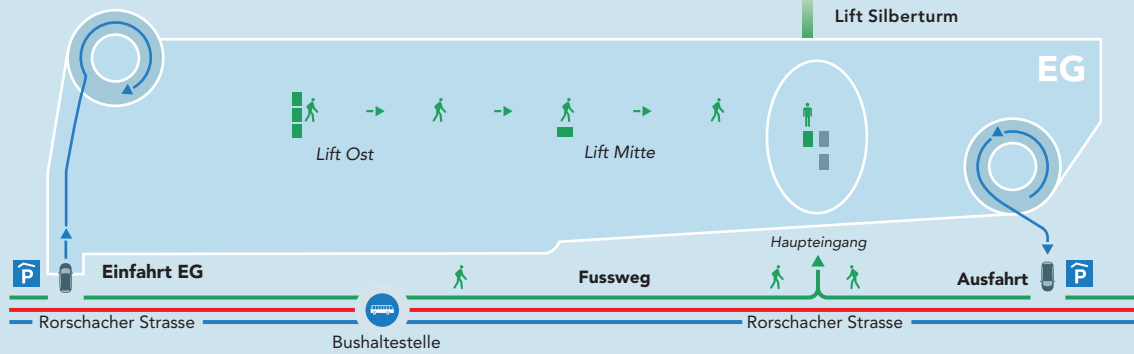 Lift Silberturm
EG
Lift Ost
Lift Mitte
Haupteingang
P
Einfahrt EG
Fussweg
Ausfahrt
P
Rorschacher Strasse
Rorschacher Strasse
Bushaltestelle